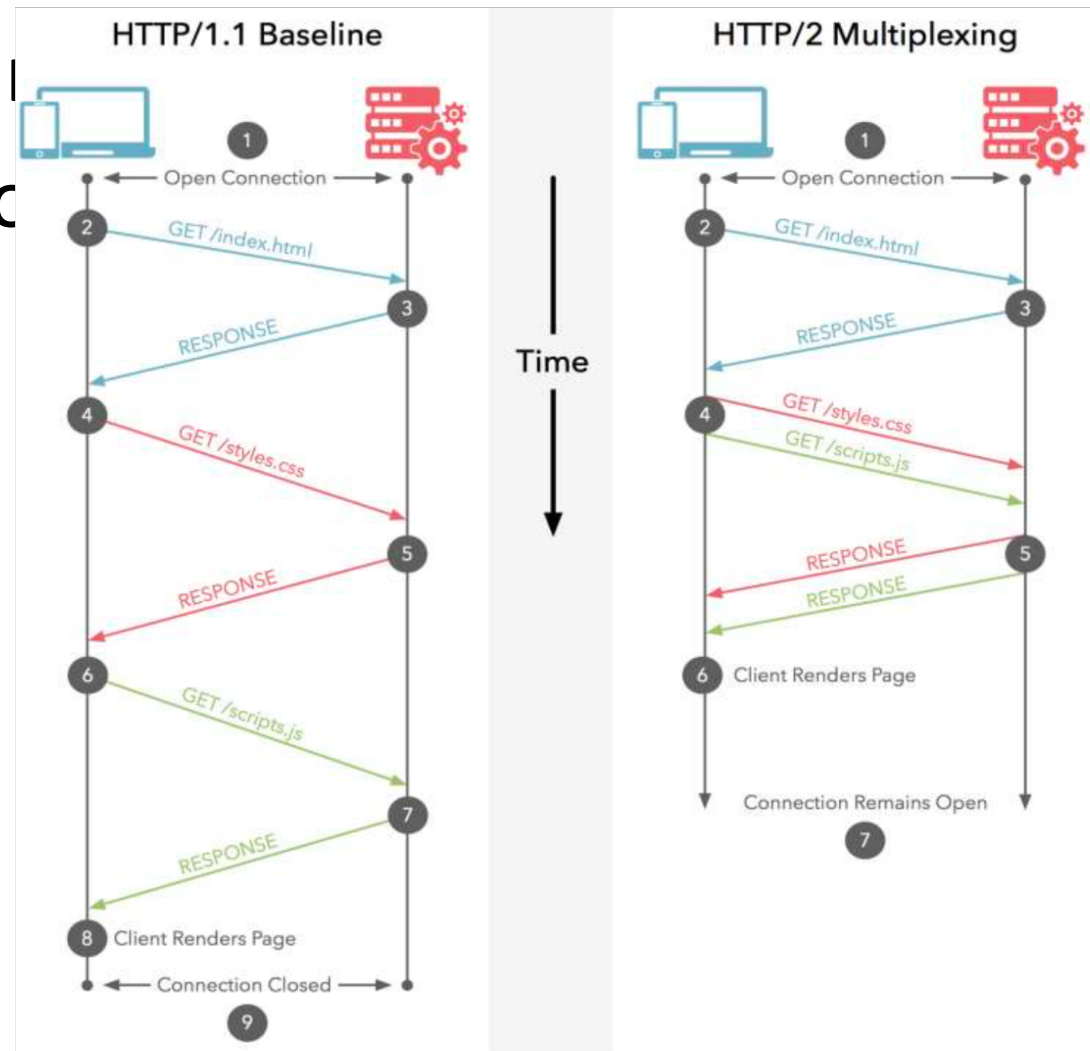 HTTP/1.1 Baseline
1
Open Connection
2
GET /index.html
3
RESPONSE
4
GET /styles.css
5
RESPONSE
6
GET /scripts.js
7
RESPONSE
8 Client Renders Page
Connection Closed
9
Time
HTTP/2 Multiplexing
1
Open Connection
2
GET /index.html
3
RESPONSE
4
GET /styles.css
GET /scripts.js
5
RESPONSE
RESPONSE
6 Client Renders Page
Connection Remains Open
7